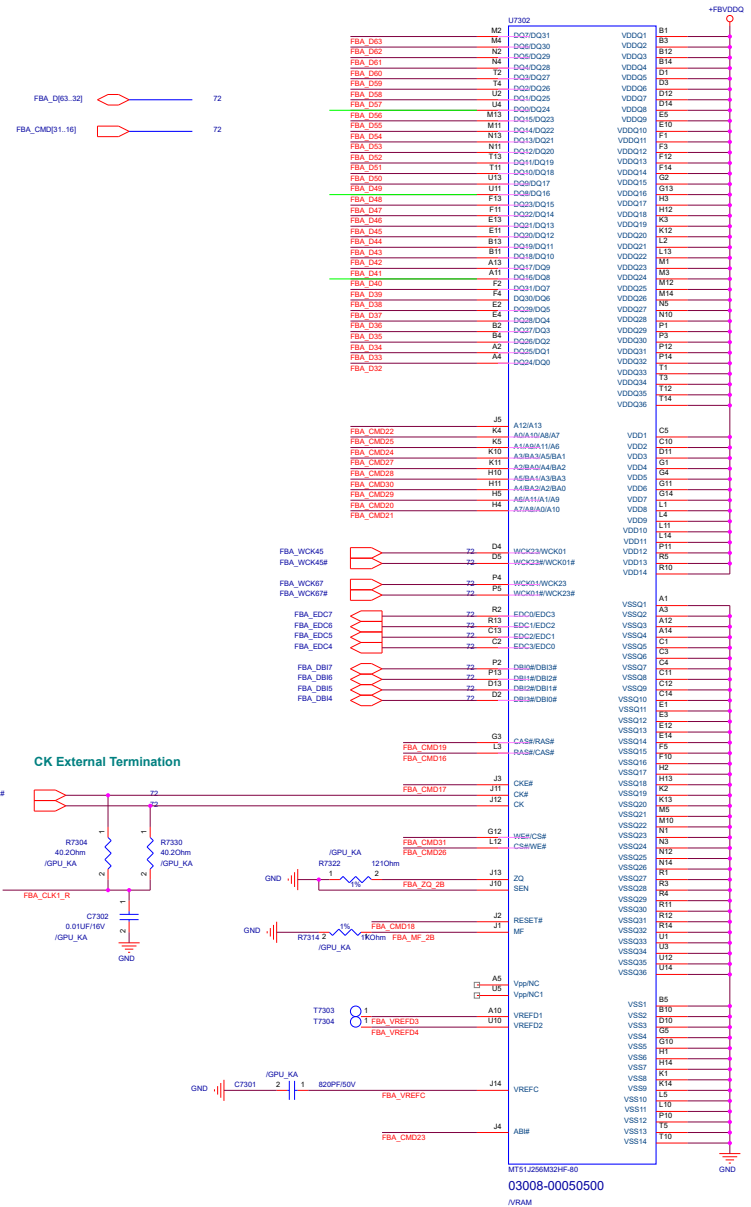 +FBVDDQ
U7302
FBA_D[63..32] 72
FBA_CMD[31..16] 72
FBA_D63 M2 DQ7/DQ31 VDDQ1 B1
FBA_D62 M4 DQ6/DQ30 VDDQ2 B3
FBA_D61 N2 DQ5/DQ29 VDDQ3 B12
FBA_D60 N4 DQ4/DQ28 VDDQ4 B14
FBA_D59 T2 DQ3/DQ27 VDDQ5 D1
FBA_D58 T4 DQ2/DQ26 VDDQ6 D3
FBA_D57 U2 DQ1/DQ25 VDDQ7 D12
FBA_D56 U4 DQ0/DQ24 VDDQ8 D14
FBA_D55 M13 DQ15/DQ23 VDDQ9 E5
FBA_D54 M11 DQ14/DQ22 VDDQ10 E10
FBA_D53 N13 DQ13/DQ21 VDDQ11 F1
FBA_D52 N11 DQ12/DQ20 VDDQ12 F3
FBA_D51 T13 DQ11/DQ19 VDDQ13 F12
FBA_D50 T11 DQ10/DQ18 VDDQ14 F14
FBA_D49 U13 DQ9/DQ17 VDDQ15 G2
FBA_D48 U11 DQ8/DQ16 VDDQ16 G13
FBA_D47 F13 DQ23/DQ15 VDDQ17 H3
FBA_D46 F11 DQ22/DQ14 VDDQ18 H12
FBA_D45 E13 DQ21/DQ13 VDDQ19 K3
FBA_D44 E11 DQ20/DQ12 VDDQ20 K12
FBA_D43 B13 DQ19/DQ11 VDDQ21 L2
FBA_D42 B11 DQ18/DQ10 VDDQ22 L13
FBA_D41 A13 DQ17/DQ9 VDDQ23 M1
FBA_D40 A11 DQ16/DQ8 VDDQ24 M3
FBA_D39 F2 DQ31/DQ7 VDDQ25 M12
FBA_D38 F4 DQ30/DQ6 VDDQ26 M14
FBA_D37 E2 DQ29/DQ5 VDDQ27 N5
FBA_D36 E4 DQ28/DQ4 VDDQ28 N10
FBA_D35 B2 DQ27/DQ3 VDDQ29 P1
FBA_D34 B4 DQ26/DQ2 VDDQ30 P3
FBA_D33 A2 DQ25/DQ1 VDDQ31 P12
FBA_D32 A4 DQ24/DQ0 VDDQ32 P14
VDDQ33 T1
VDDQ34 T3
VDDQ35 T12
VDDQ36 T14
FBA_CMD22 J5 A12/A13
FBA_CMD25 K4 A0/A10/A8/A7 VDD1 C5
FBA_CMD24 K5 A1/A9/A11/A6 VDD2 C10
FBA_CMD27 K10 A3/BA3/A5/BA1 VDD3 D11
FBA_CMD28 K11 A2/BA0/A4/BA2 VDD4 G1
FBA_CMD30 H10 A5/BA1/A3/BA3 VDD5 G4
FBA_CMD29 H11 A4/BA2/A2/BA0 VDD6 G11
FBA_CMD20 H5 A6/A11/A1/A9 VDD7 G14
FBA_CMD21 H4 A7/A8/A0/A10 VDD8 L1
VDD9 L4
VDD10 L11
VDD11 L14
FBA_WCK45 72 D4 WCK23/WCK01 VDD12 P11
FBA_WCK45# 72 D5 WCK23#/WCK01# VDD13 R5
VDD14 R10
FBA_WCK67 72 P4 WCK01/WCK23
FBA_WCK67# 72 P5 WCK01#/WCK23#
VSSQ1 A1
FBA_EDC7 72 R2 EDC0/EDC3 VSSQ2 A3
FBA_EDC6 72 R13 EDC1/EDC2 VSSQ3 A12
FBA_EDC5 72 C13 EDC2/EDC1 VSSQ4 A14
FBA_EDC4 72 C2 EDC3/EDC0 VSSQ5 C1
VSSQ6 C3
FBA_DBI7 72 P2 DBI0#/DBI3# VSSQ7 C4
FBA_DBI6 72 P13 DBI1#/DBI2# VSSQ8 C11
FBA_DBI5 72 D13 DBI2#/DBI1# VSSQ9 C12
FBA_DBI4 72 D2 DBI3#/DBI0# VSSQ10 C14
VSSQ11 E1
VSSQ12 E3
VSSQ13 E12
FBA_CMD19 G3 CAS#/RAS# VSSQ14 E14
FBA_CMD16 L3 RAS#/CAS# VSSQ15 F5
VSSQ16 F10
CK External Termination
VSSQ17 H2
FBA_CMD17 J3 CKE# VSSQ18 H13
# 72 J11 CK# VSSQ19 K2
72 J12 CK VSSQ20 K13
VSSQ21 M5
VSSQ22 M10
FBA_CMD31 G12 WE#/CS# VSSQ23 N1
FBA_CMD26 L12 CS#/WE# VSSQ24 N3
VSSQ25 N12
VSSQ26 N14
1 R7304 40.2Ohm /GPU_KA 2
1 R7330 40.2Ohm /GPU_KA 2
/GPU_KA
R7322 121Ohm
GND 1 1% 2 FBA_ZQ_2B J13 ZQ VSSQ27 R1
J10 SEN VSSQ28 R3
VSSQ29 R4
VSSQ30 R11
FBA_CLK1_R
1 C7302 2
0.01UF/16V
/GPU_KA
GND
FBA_CMD18 J2 RESET# VSSQ31 R12
GND R7314 2 1% 1 1KOhm FBA_MF_2B J1 MF VSSQ32 R14
/GPU_KA
VSSQ33 U1
VSSQ34 U3
VSSQ35 U12
VSSQ36 U14
A5 Vpp/NC
U5 Vpp/NC1
VSS1 B5
T7303 1 FBA_VREFD3 A10 VREFD1 VSS2 B10
T7304 1 FBA_VREFD4 U10 VREFD2 VSS3 D10
VSS4 G5
VSS5 G10
VSS6 H1
VSS7 H14
/GPU_KA
VSS8 K1
GND C7301 2 1 820PF/50V FBA_VREFC J14 VREFC VSS9 K14
VSS10 L5
VSS11 L10
VSS12 P10
FBA_CMD23 J4 ABI# VSS13 T5
VSS14 T10
GND
MT51J256M32HF-80
03008-00050500
/VRAM